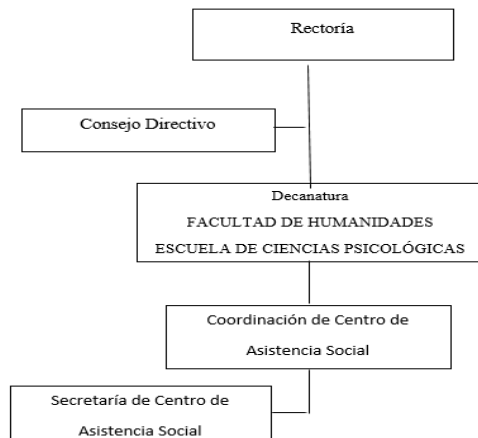 Rectoría
Consejo Directivo
Decanatura
FACULTAD DE HUMANIDADES
ESCUELA DE CIENCIAS PSICOLÓGICAS
Coordinación de Centro de
Asistencia Social
Secretaría de Centro de
Asistencia Social